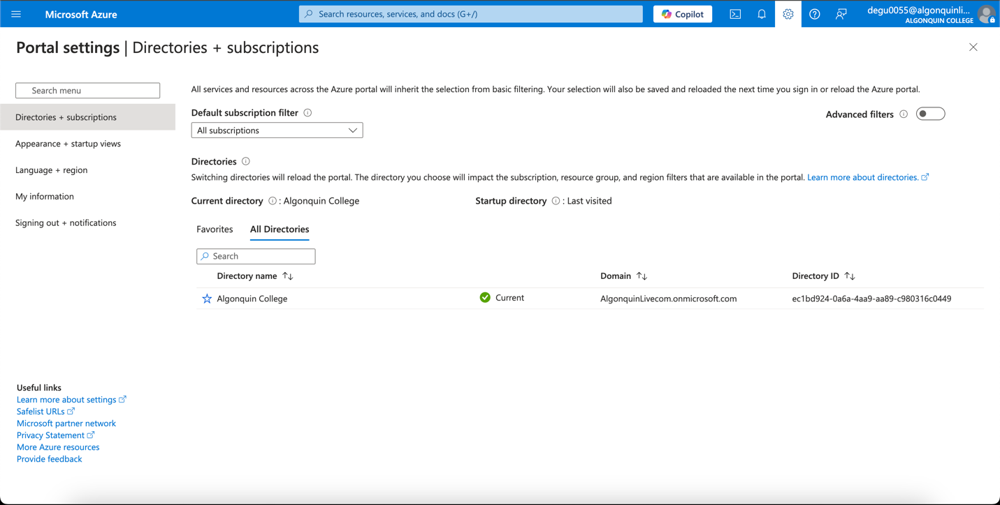 Microsoft Azure
Search resources, services, and docs (G+/)
Copilot
degu0055@algonquinli...
ALGONQUIN COLLEGE
Portal settings | Directories + subscriptions
Search menu
Directories + subscriptions
Appearance + startup views
Language + region
My information
Signing out + notifications
All services and resources across the Azure portal will inherit the selection from basic filtering. Your selection will also be saved and reloaded the next time you sign in or reload the Azure portal.
Default subscription filter
Advanced filters
All subscriptions
Directories
Switching directories will reload the portal. The directory you choose will impact the subscription, resource group, and region filters that are available in the portal. Learn more about directories.
Current directory : Algonquin College
Startup directory : Last visited
Favorites
All Directories
Search
Directory name
Domain
Directory ID
Algonquin College
Current
AlgonquinLivecom.onmicrosoft.com
ec1bd924-0a6a-4aa9-aa89-c980316c0449
Useful links
Learn more about settings
Safelist URLs
Microsoft partner network
Privacy Statement
More Azure resources
Provide feedback